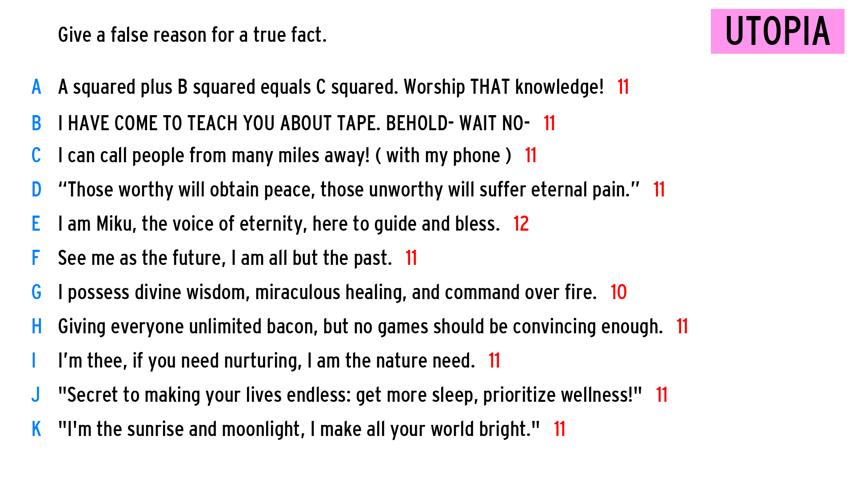 Give a false reason for a true fact.
UTOPIA
A A squared plus B squared equals C squared. Worship THAT knowledge! 11
B I HAVE COME TO TEACH YOU ABOUT TAPE. BEHOLD- WAIT NO- 11
C I can call people from many miles away! ( with my phone ) 11
D “Those worthy will obtain peace, those unworthy will suffer eternal pain.” 11
E I am Miku, the voice of eternity, here to guide and bless. 12
F See me as the future, I am all but the past. 11
G I possess divine wisdom, miraculous healing, and command over fire. 10
H Giving everyone unlimited bacon, but no games should be convincing enough. 11
I I’m thee, if you need nurturing, I am the nature need. 11
J "Secret to making your lives endless: get more sleep, prioritize wellness!" 11
K "I'm the sunrise and moonlight, I make all your world bright." 11